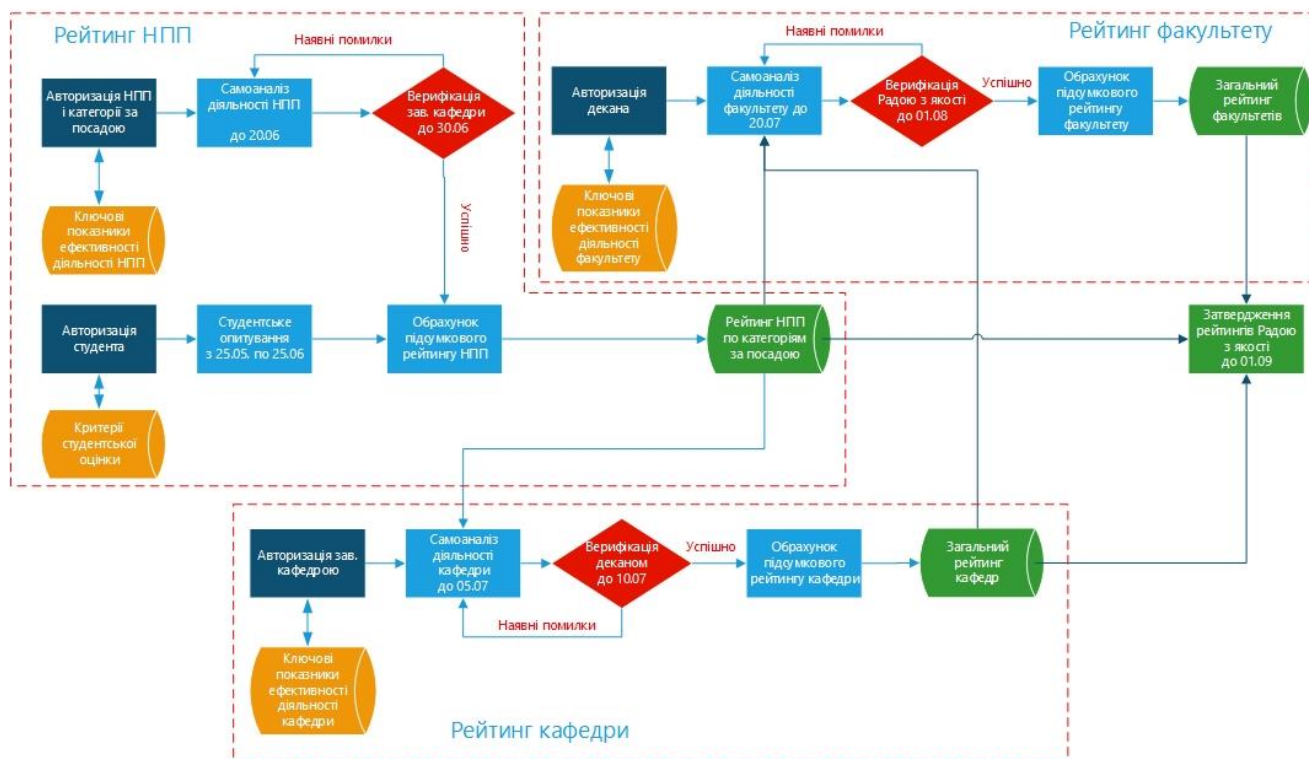 Рейтинг НПП
Наявні помилки
Авторизація НПП
і категорії за
посадою
Самоаналіз
діяльності НПП
до 20.06
Верифікація
зав. кафедри
до 30.06
Успішно
Ключові
показники
ефективності
діяльності НПП
Авторизація
студента
Студентське
опитування
з 25.05. по 25.06
Обрахунок
підсумкового
рейтингу НПП
Рейтинг НПП
по категоріям
за посадою
Критерії
студентської
оцінки
Рейтинг факультету
Наявні помилки
Авторизація
декана
Самоаналіз
діяльності
факультету до
20.07
Верифікація
Радою з якості
до 01.08
Успішно
Обрахунок
підсумкового
рейтингу
факультету
Загальний
рейтинг
факультетів
Ключові
показники
ефективності
діяльності
факультету
Затвердження
рейтингів Радою
з якості
до 01.09
Авторизація зав.
кафедрою
Самоаналіз
діяльності
кафедри
до 05.07
Верифікація
деканом
до 10.07
Успішно
Обрахунок
підсумкового
рейтингу кафедри
Загальний
рейтинг
кафедр
Наявні помилки
Ключові
показники
ефективності
діяльності
кафедри
Рейтинг кафедри